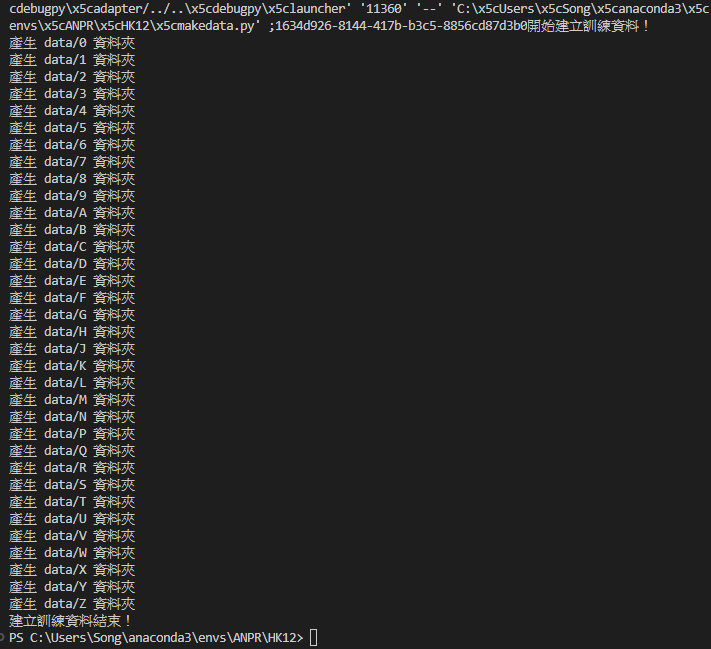 cdebugpy\x5cadapter/../..\x5cdebugpy\x5claucher' '11360' '--' 'C:\x5cUsers\x5cSong\x5canaconda3\x5c
envs\x5cANPR\x5cHK12\x5cmakedata.py' ;1634d926-8144-417b-b3c5-8856cd87d3b0開始建立訓練資料！
產生 data/0 資料夾
產生 data/1 資料夾
產生 data/2 資料夾
產生 data/3 資料夾
產生 data/4 資料夾
產生 data/5 資料夾
產生 data/6 資料夾
產生 data/7 資料夾
產生 data/8 資料夾
產生 data/9 資料夾
產生 data/A 資料夾
產生 data/B 資料夾
產生 data/C 資料夾
產生 data/D 資料夾
產生 data/E 資料夾
產生 data/F 資料夾
產生 data/G 資料夾
產生 data/H 資料夾
產生 data/J 資料夾
產生 data/K 資料夾
產生 data/L 資料夾
產生 data/M 資料夾
產生 data/N 資料夾
產生 data/P 資料夾
產生 data/Q 資料夾
產生 data/R 資料夾
產生 data/S 資料夾
產生 data/T 資料夾
產生 data/U 資料夾
產生 data/V 資料夾
產生 data/W 資料夾
產生 data/X 資料夾
產生 data/Y 資料夾
產生 data/Z 資料夾
建立訓練資料結束！
PS C:\Users\Song\anaconda3\envs\ANPR\HK12>